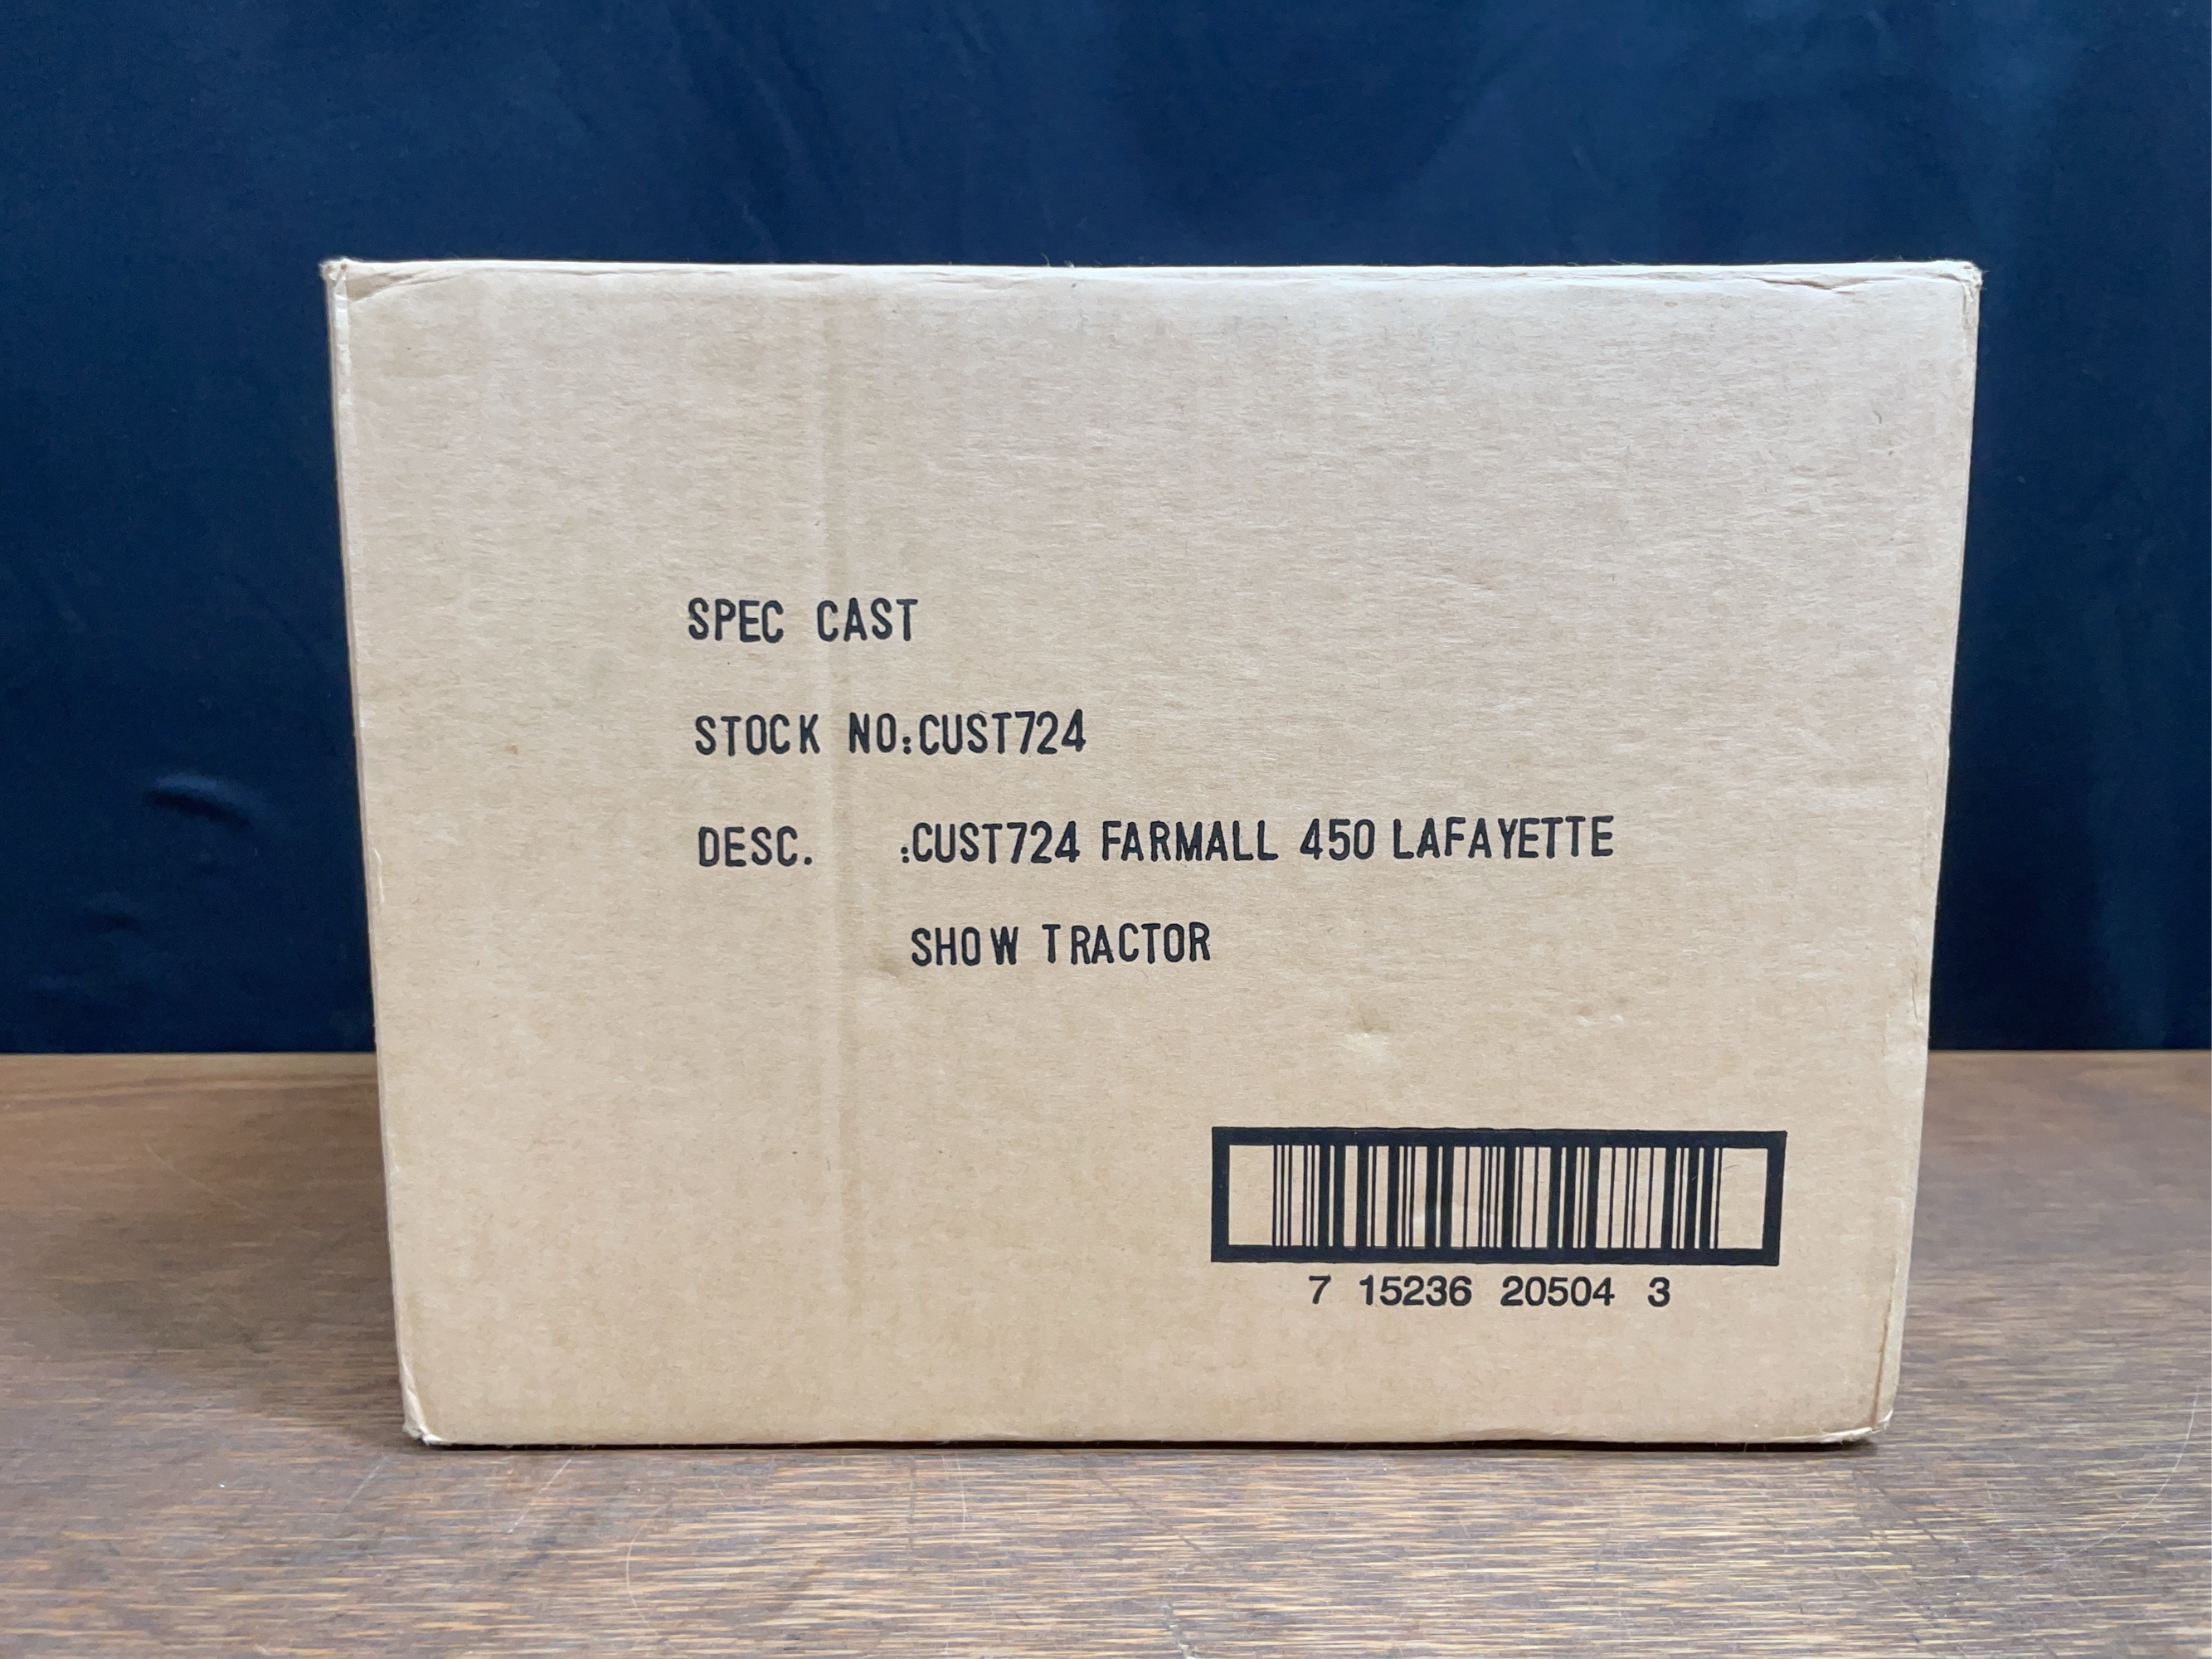 SPEC CAST
STOCK NO:CUST724
DESC. :CUST724 FARMALL 450 LAFAYETTE
SHOW TRACTOR
7 15236 20504 3